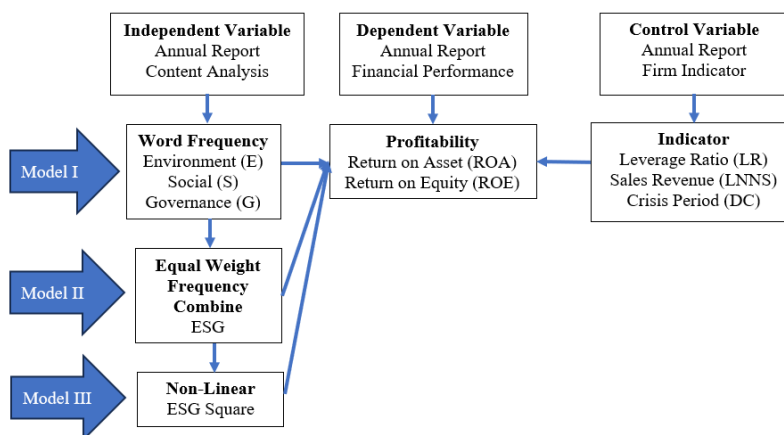 Independent Variable
Annual Report
Content Analysis
Dependent Variable
Annual Report
Financial Performance
Control Variable
Annual Report
Firm Indicator
Model I
Word Frequency
Environment (E)
Social (S)
Governance (G)
Profitability
Return on Asset (ROA)
Return on Equity (ROE)
Indicator
Leverage Ratio (LR)
Sales Revenue (LNNS)
Crisis Period (DC)
Model II
Equal Weight
Frequency
Combine
ESG
Model III
Non-Linear
ESG Square